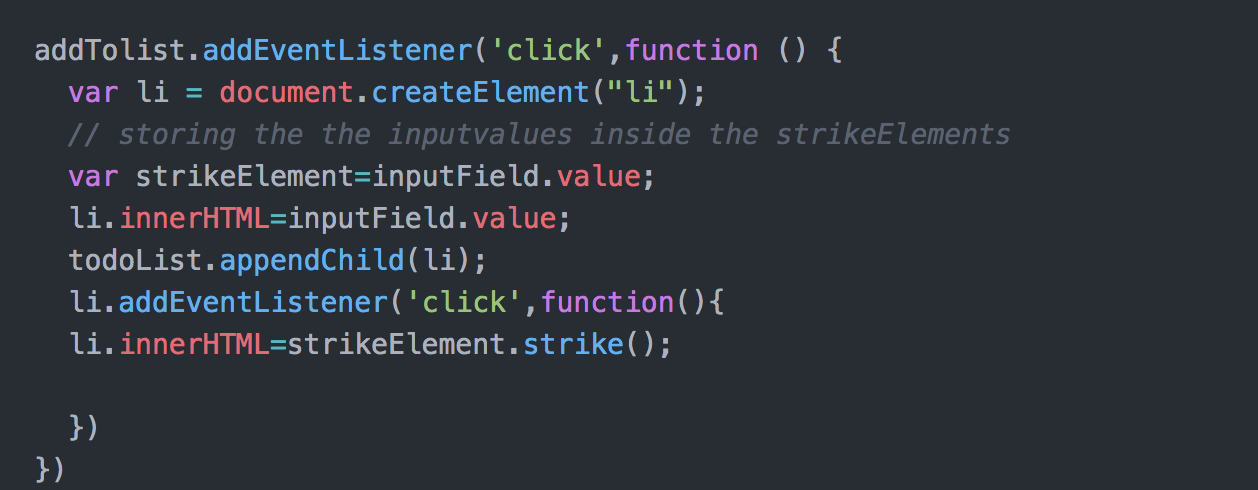 addTolist.addEventListener('click',function () {
  var li = document.createElement("li");
  // storing the the inputvalues inside the strikeElements
  var strikeElement=inputField.value;
  li.innerHTML=inputField.value;
  todoList.appendChild(li);
  li.addEventListener('click',function(){
  li.innerHTML=strikeElement.strike();

  })
})